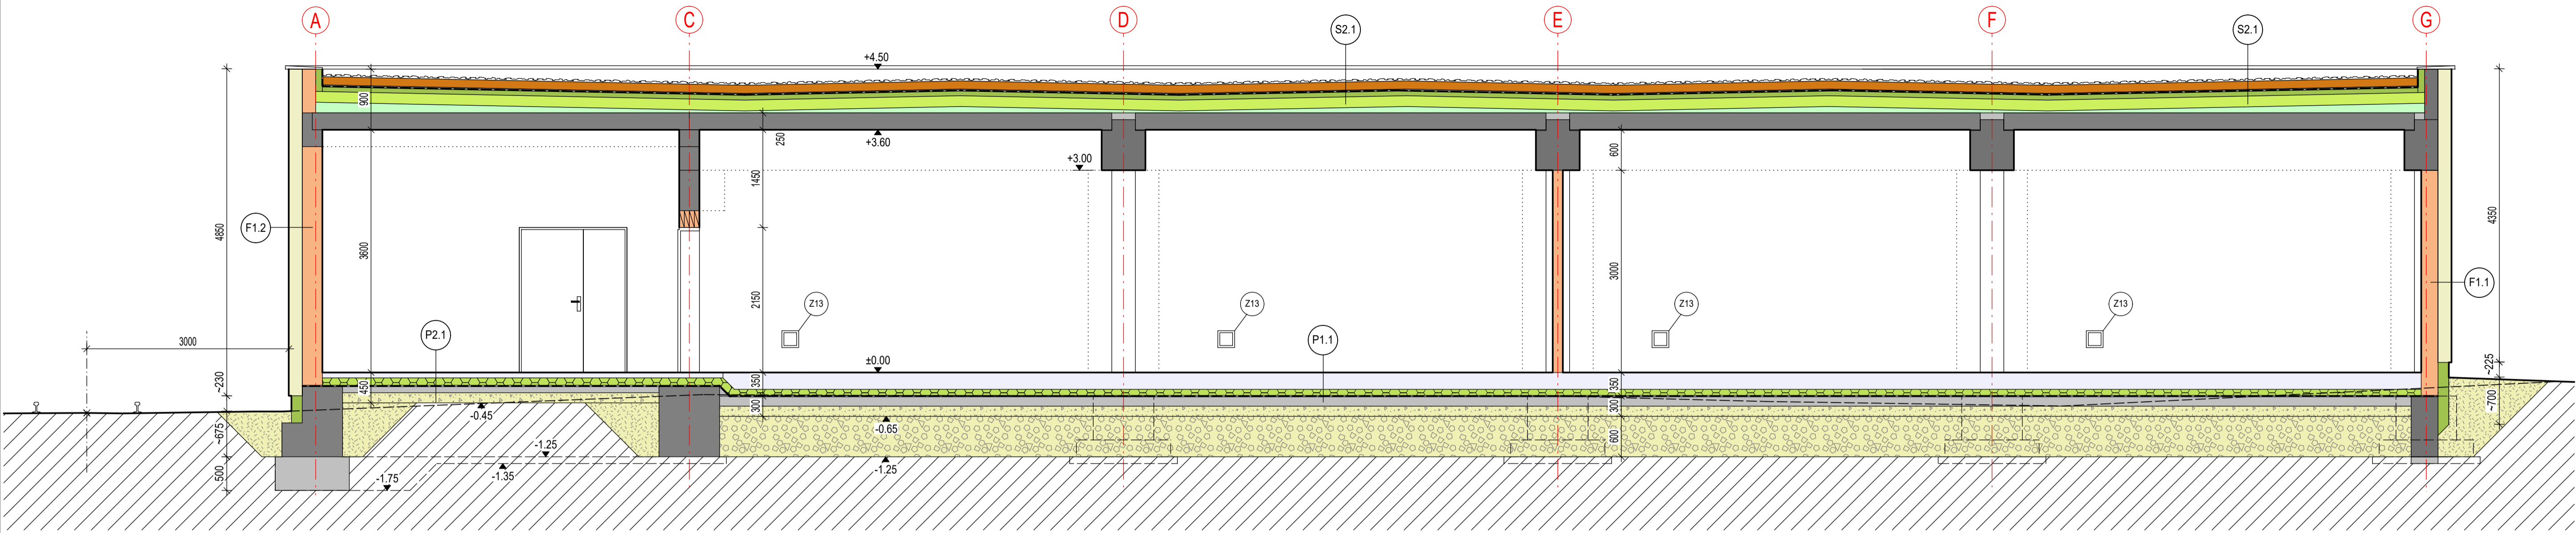 A
C
D
E
F
G
S2.1
S2.1
+4.50
900
250
+3.60
+3.00
600
1450
4850
3600
F1.2
4350
3000
2150
F1.1
Z13
Z13
Z13
Z13
P2.1
P1.1
3000
±0.00
~230
450
350
350
~225
-0.45
300
300
~700
-0.65
~675
600
-1.25
-1.25
-1.35
500
-1.75